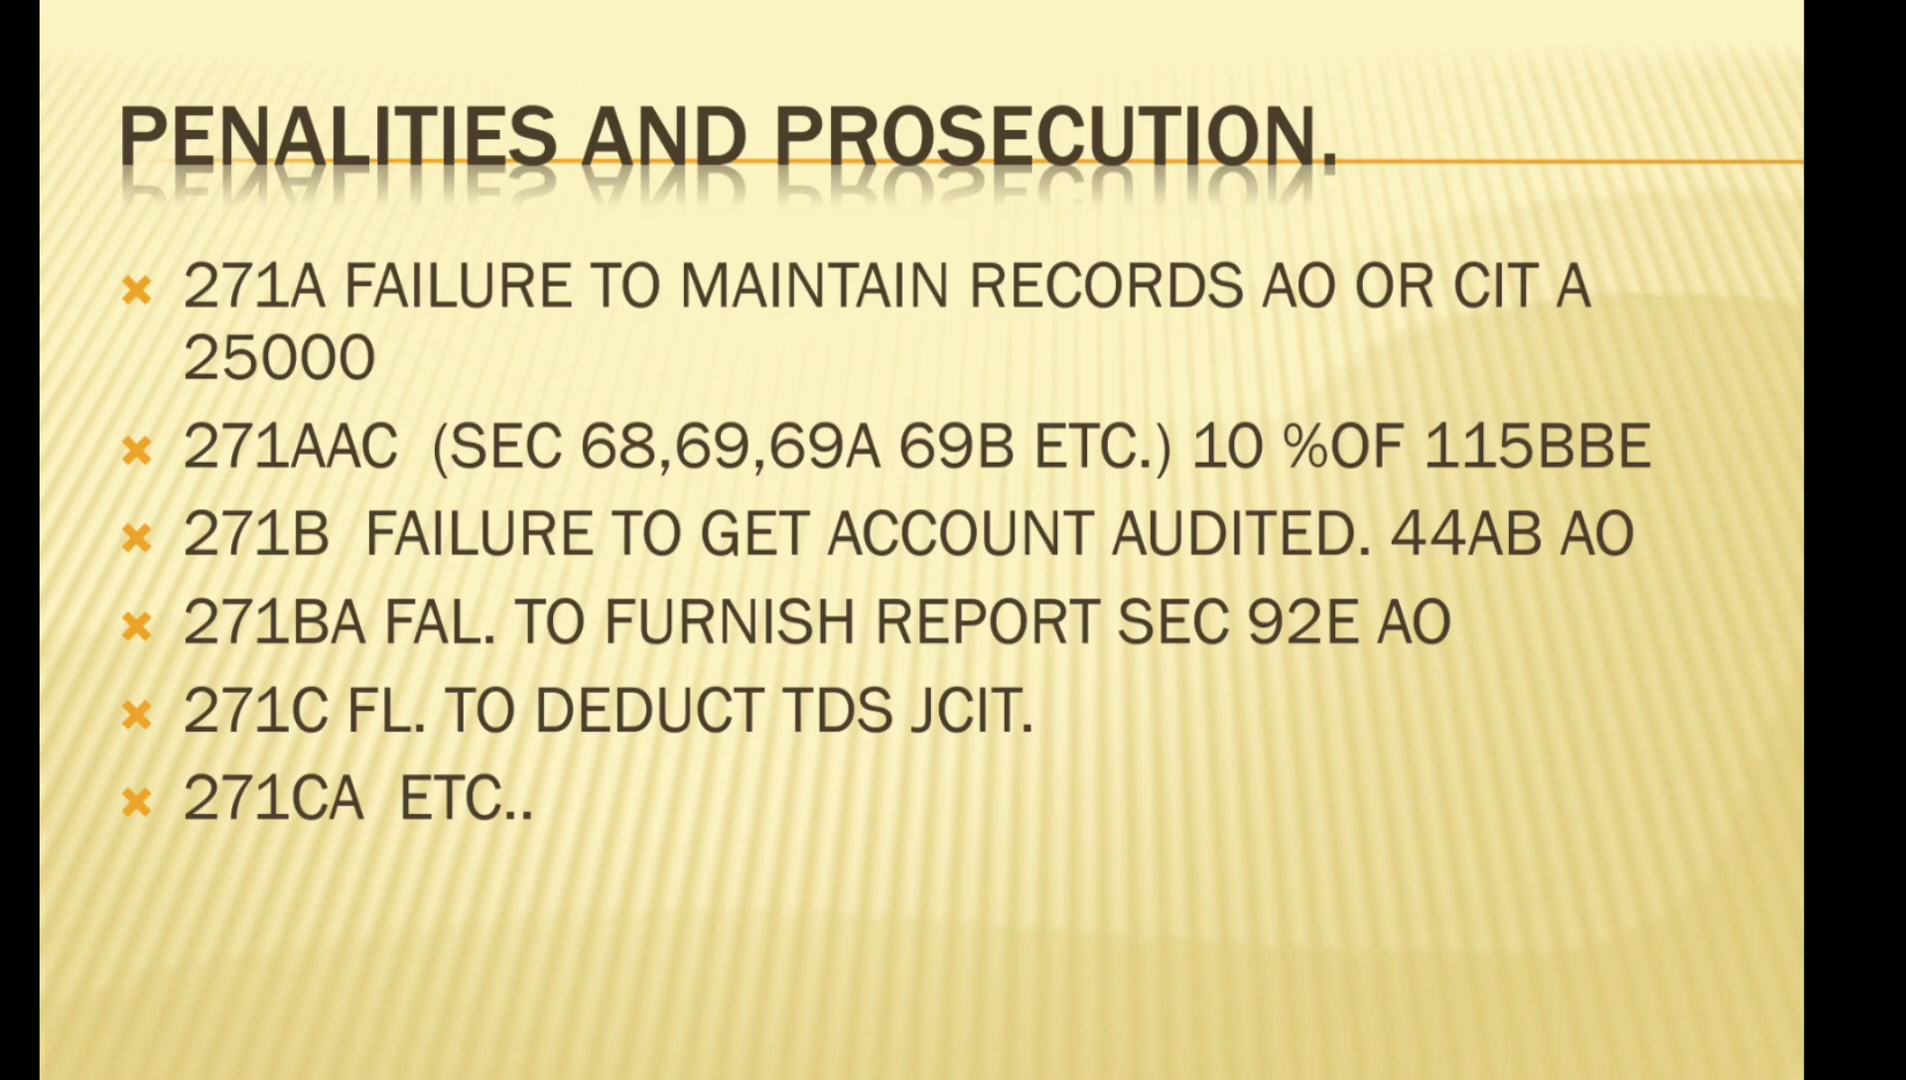 PENALITIES AND PROSECUTION.
271A FAILURE TO MAINTAIN RECORDS AO OR CIT A
25000
271AAC (SEC 68,69,69A 69B ETC.) 10 %OF 115BBE
271B FAILURE TO GET ACCOUNT AUDITED. 44AB AO
271BA FAL. TO FURNISH REPORT SEC 92E AO
271C FL. TO DEDUCT TDS JCIT.
271CA ETC..